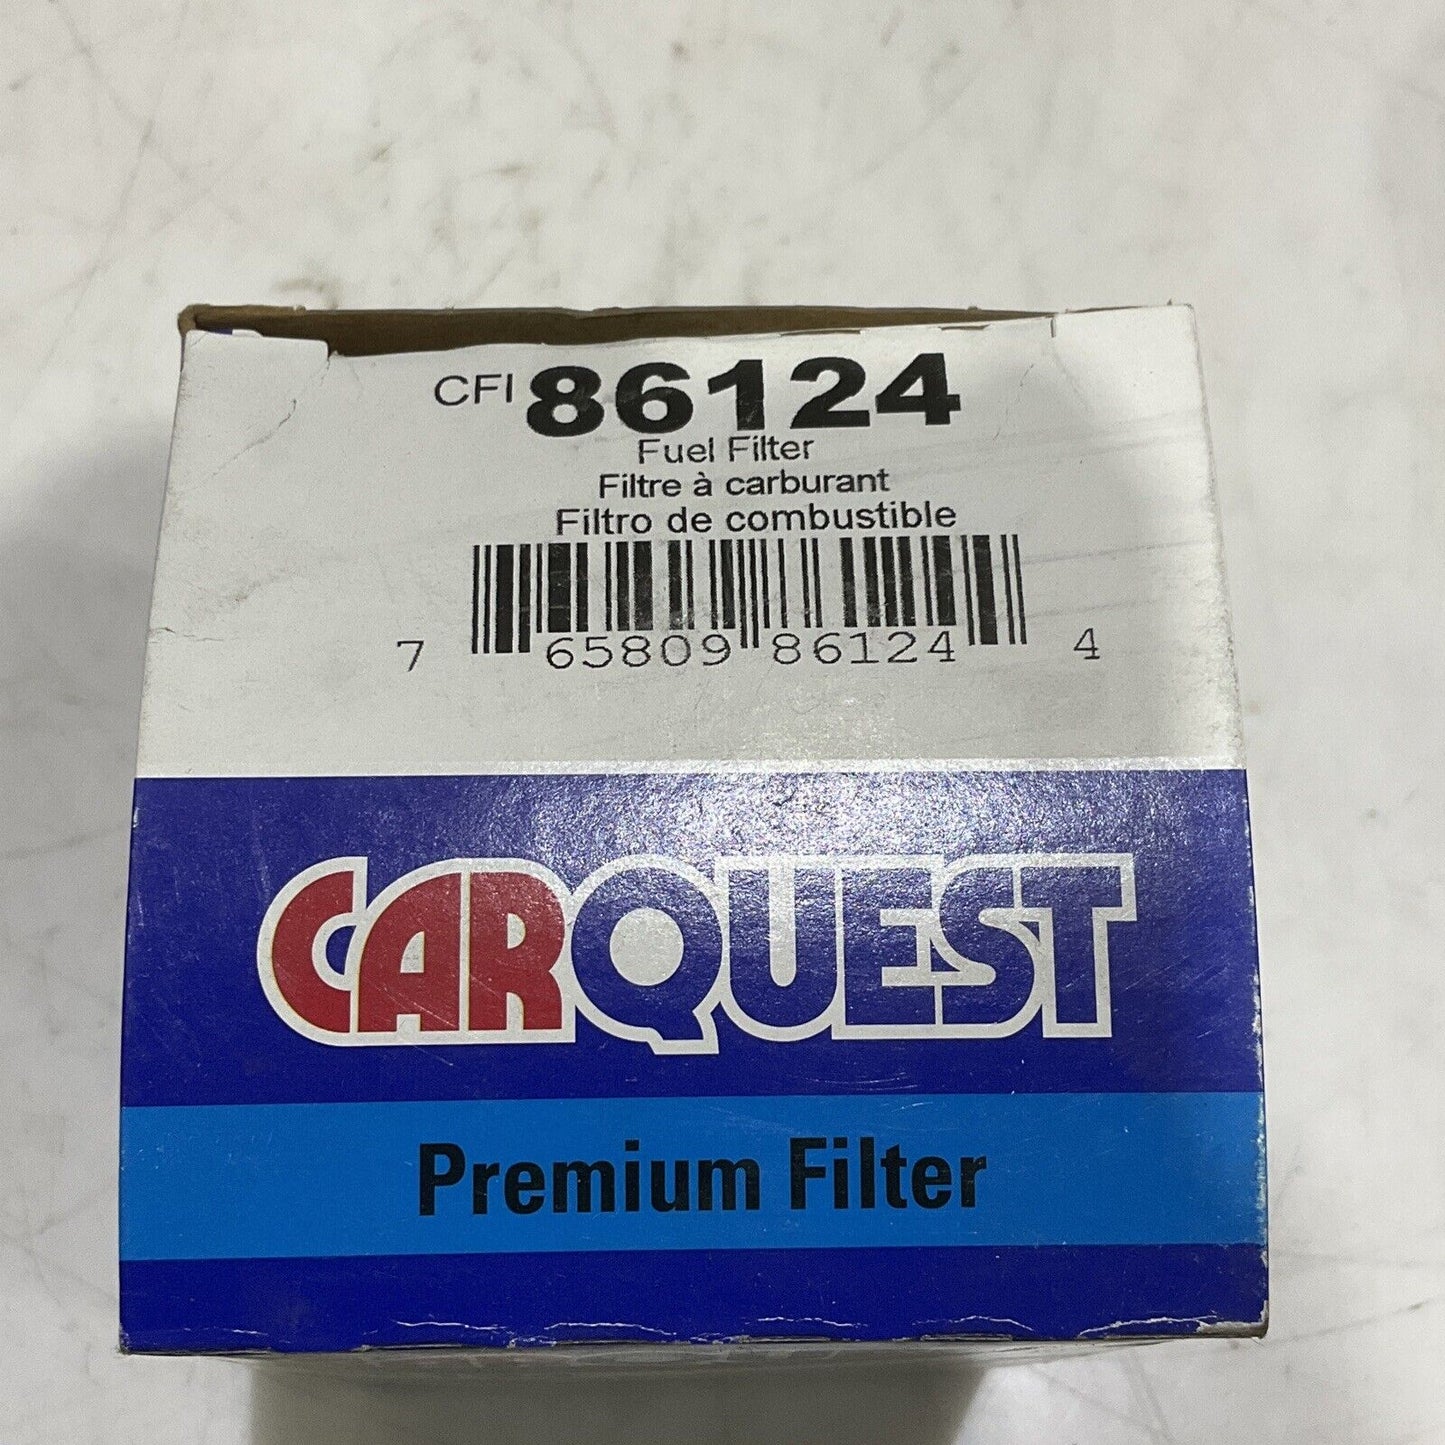 CFI 86124
Fuel Filter
Filtre à carburant
Filtro de combustible
7 65809 86124 4
CARQUEST
Premium Filter